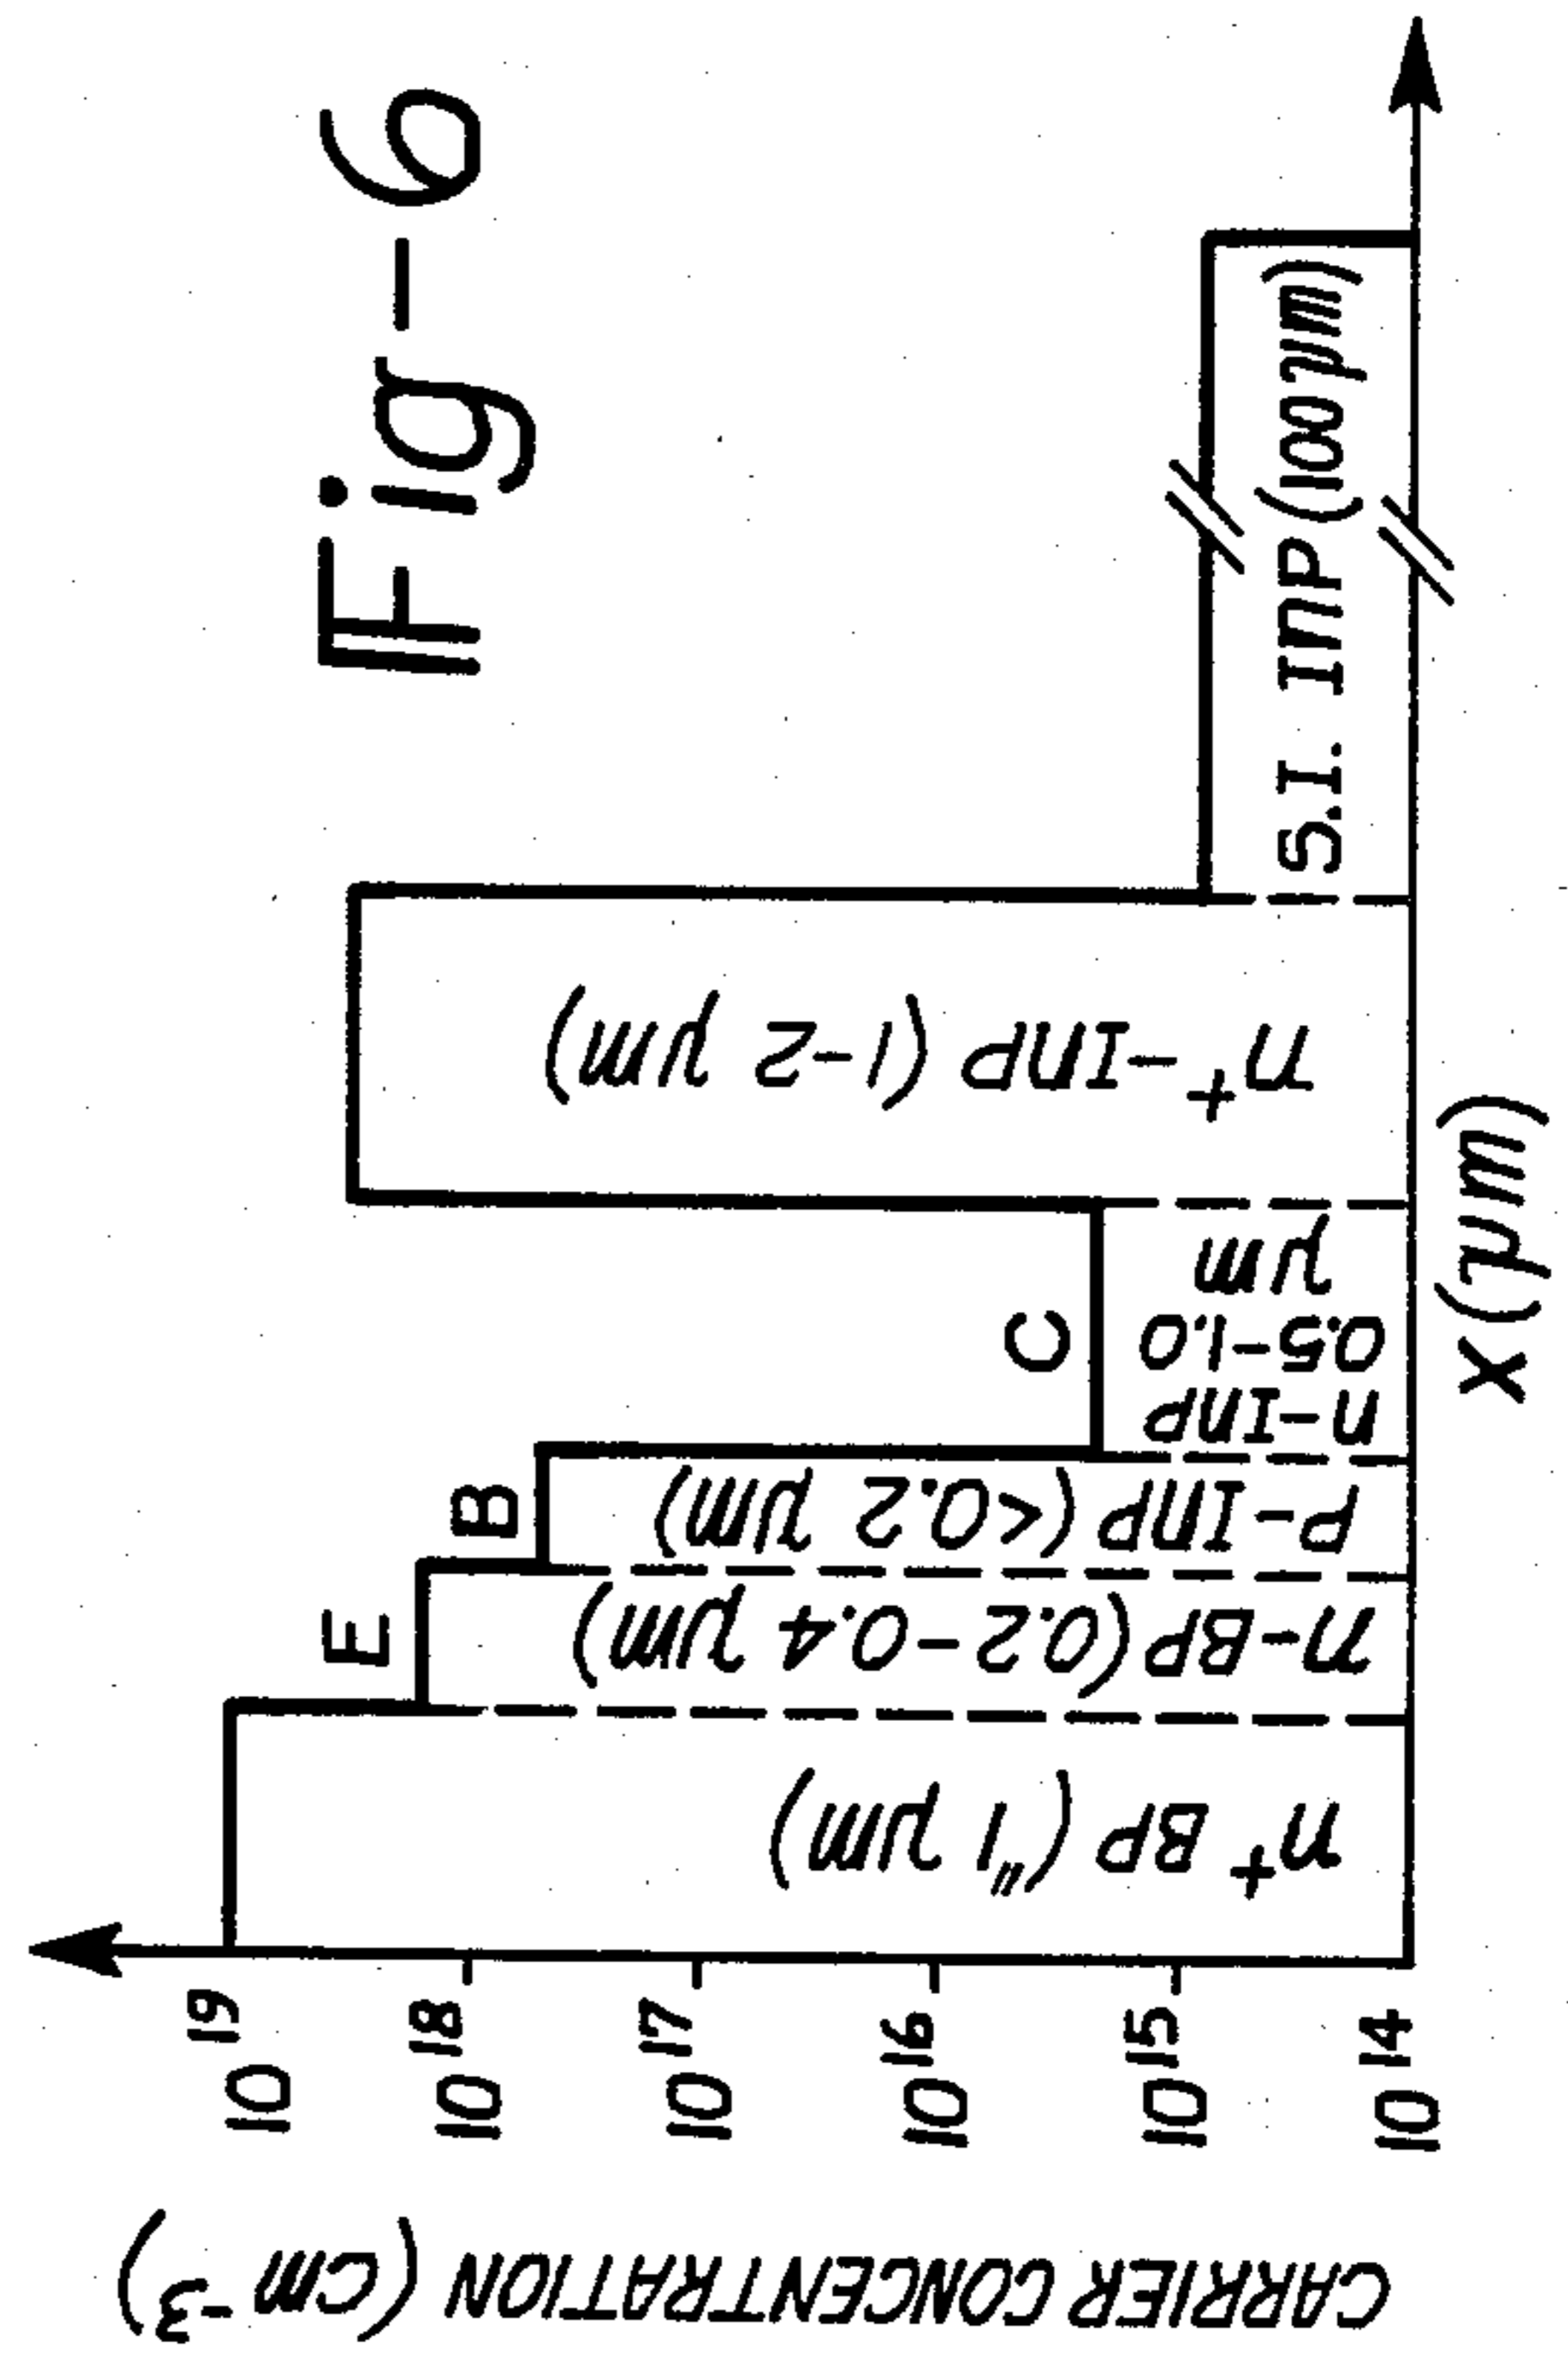 Fig-6
CARRIER CONCENTRATION (cm⁻³)
10¹⁹
10¹⁸
10¹⁷
10¹⁶
10¹⁵
10¹⁴
n⁺ BP ("1 µm)
E
n-BP (0.2-0.4 µm)
B
P-InP (<0.2 µm)
C
n-InP
0.5-1.0
µm
n⁺-InP (1-2 µm)
S.I. InP (100 µm)
X(µm)